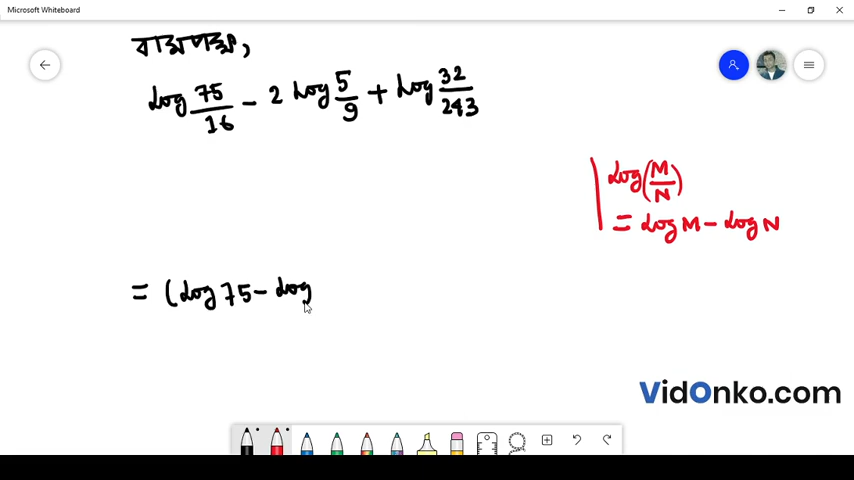 Microsoft Whiteboard
বামপক্ষ,
log 75/16 - 2 log 5/9 + log 32/243
log(M/N)
= log M - log N
= (log 75 - log
VidOnko.com